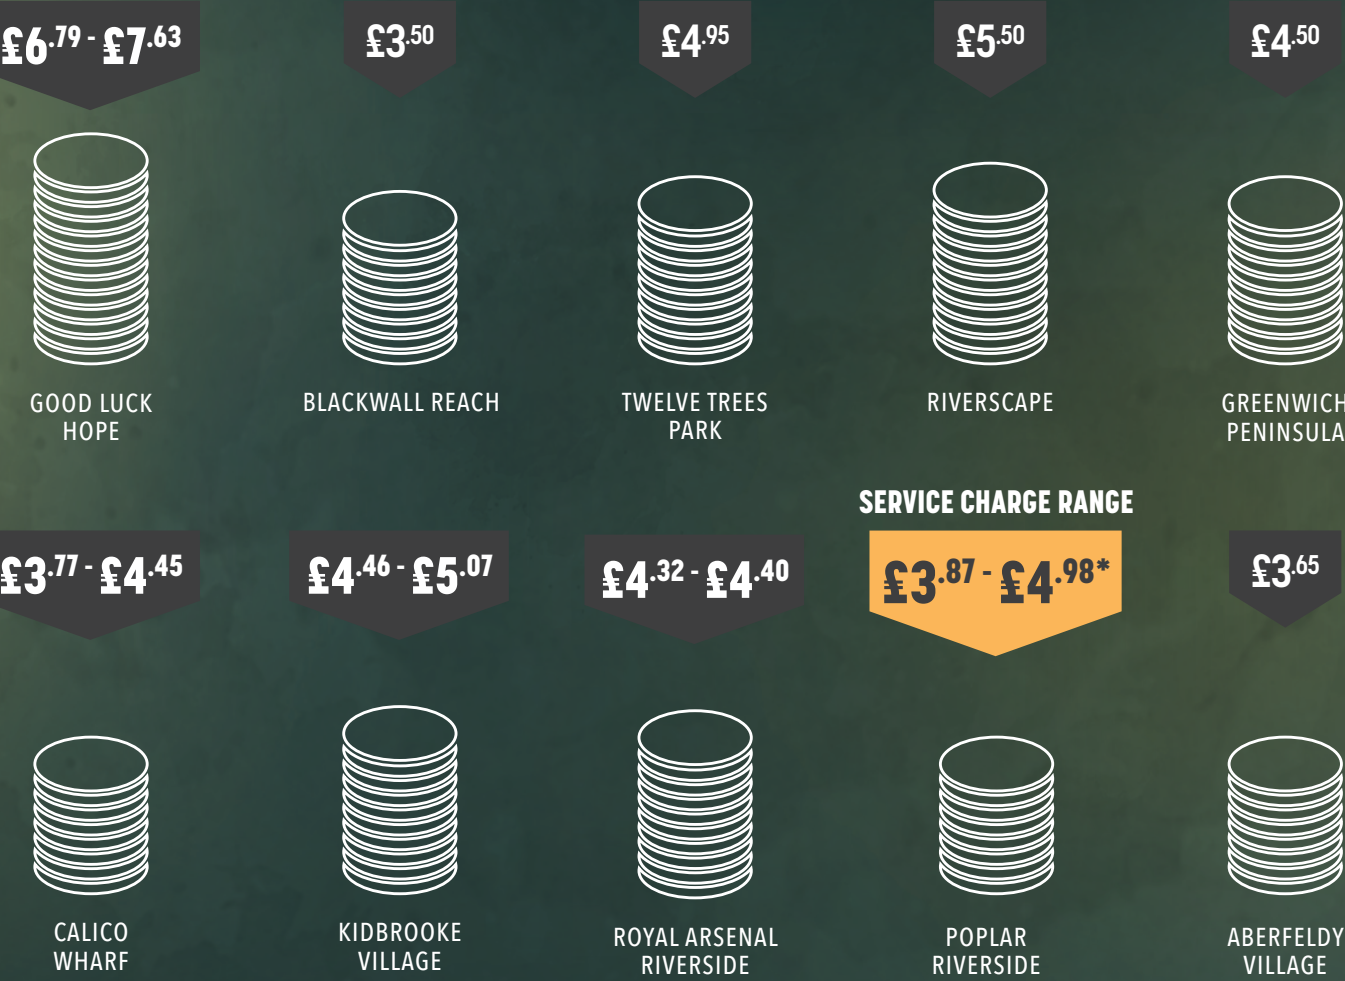 £6.79 - £7.63
£3.50
£4.95
£5.50
£4.50
GOOD LUCK
HOPE
BLACKWALL REACH
TWELVE TREES
PARK
RIVERSCAPE
GREENWICH
PENINSULA
SERVICE CHARGE RANGE
£3.77 - £4.45
£4.46 - £5.07
£4.32 - £4.40
£3.87 - £4.98*
£3.65
CALICO
WHARF
KIDBROOKE
VILLAGE
ROYAL ARSENAL
RIVERSIDE
POPLAR
RIVERSIDE
ABERFELDY
VILLAGE